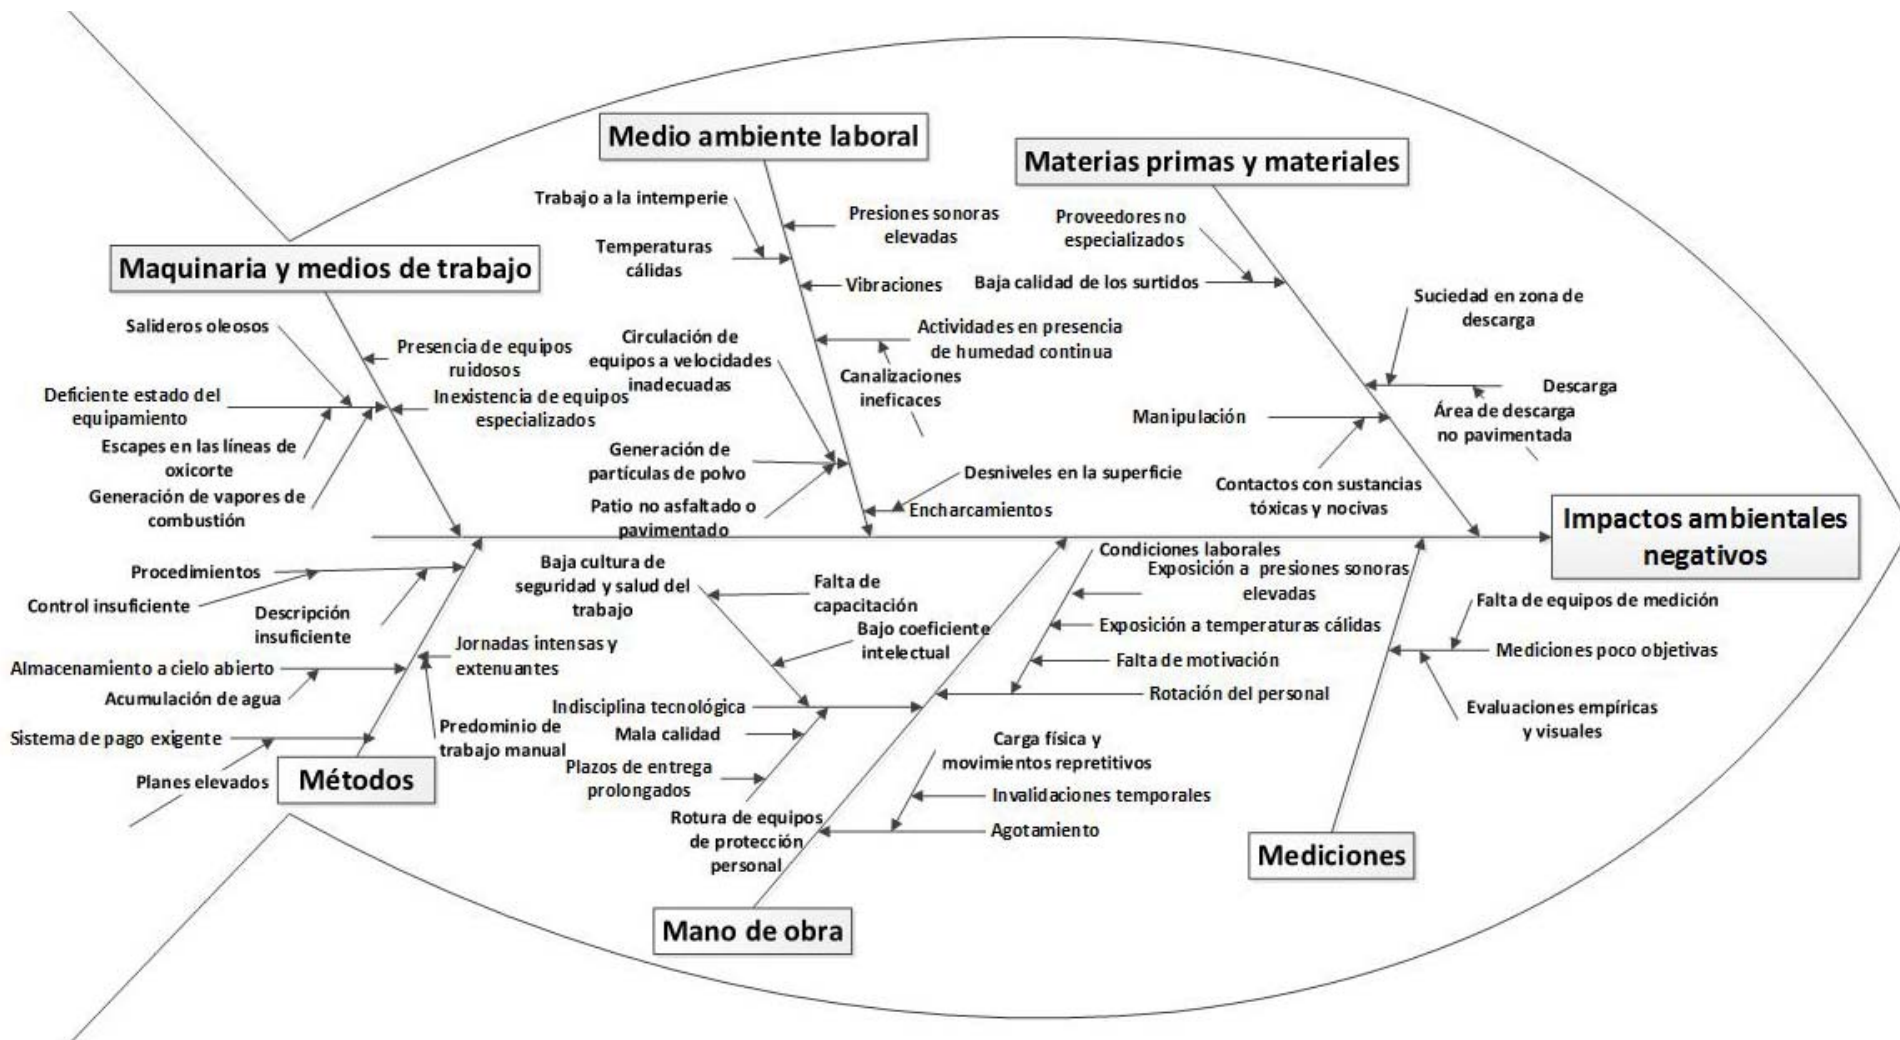 Medio ambiente laboral
Trabajo a la intemperie
Presiones sonoras
elevadas
Temperaturas
cálidas
Vibraciones
Circulación de
equipos a velocidades
inadecuadas
Actividades en presencia
de humedad continua
Canalizaciones
ineficaces
Generación de
partículas de polvo
Patio no asfaltado o
pavimentado
Desniveles en la superficie
Encharcamientos
Materias primas y materiales
Proveedores no
especializados
Baja calidad de los surtidos
Suciedad en zona de
descarga
Descarga
Área de descarga
no pavimentada
Manipulación
Contactos con sustancias
tóxicas y nocivas
Maquinaria y medios de trabajo
Salideros oleosos
Presencia de equipos
ruidosos
Deficiente estado del
equipamiento
Inexistencia de equipos
especializados
Escapes en las líneas de
oxicorte
Generación de vapores de
combustión
Impactos ambientales
negativos
Procedimientos
Control insuficiente
Descripción
insuficiente
Jornadas intensas y
extenuantes
Almacenamiento a cielo abierto
Acumulación de agua
Predominio de
trabajo manual
Sistema de pago exigente
Planes elevados
Métodos
Baja cultura de
seguridad y salud del
trabajo
Falta de
capacitación
Bajo coeficiente
intelectual
Indisciplina tecnológica
Mala calidad
Plazos de entrega
prolongados
Rotura de equipos
de protección
personal
Condiciones laborales
Exposición a presiones sonoras
elevadas
Exposición a temperaturas cálidas
Falta de motivación
Rotación del personal
Carga física y
movimientos repretitivos
Invalidaciones temporales
Agotamiento
Mano de obra
Falta de equipos de medición
Mediciones poco objetivas
Evaluaciones empíricas
y visuales
Mediciones